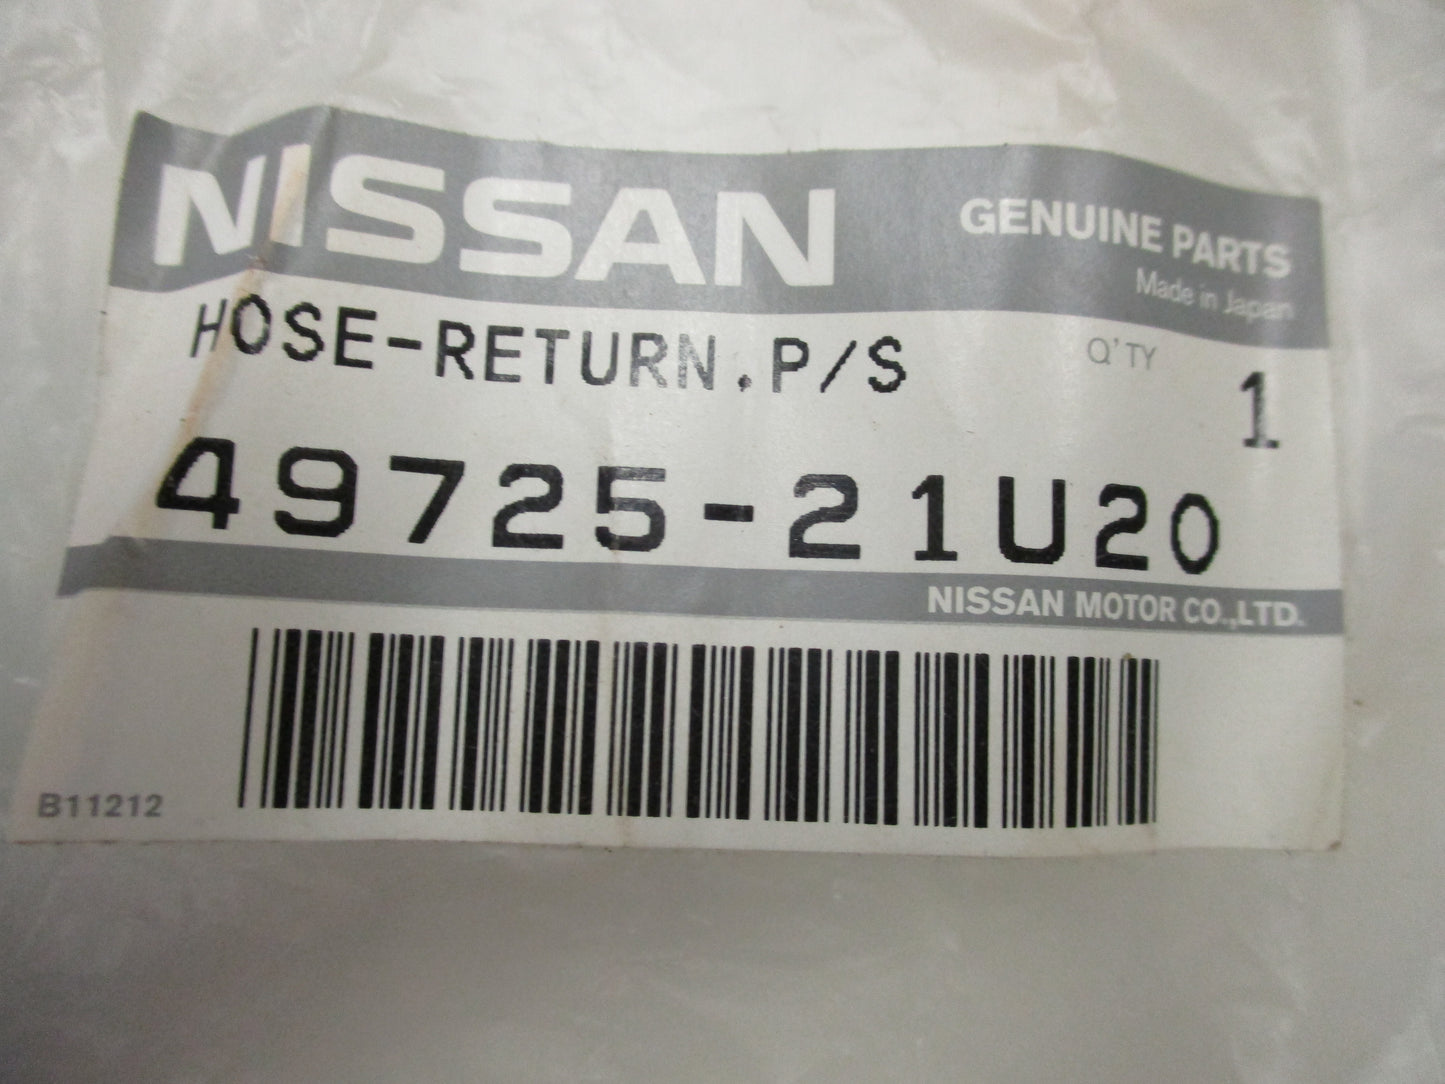 NISSAN
GENUINE PARTS
Made in Japan
HOSE-RETURN.P/S
Q'TY
1
49725-21U20
NISSAN MOTOR CO.,LTD.
B11212